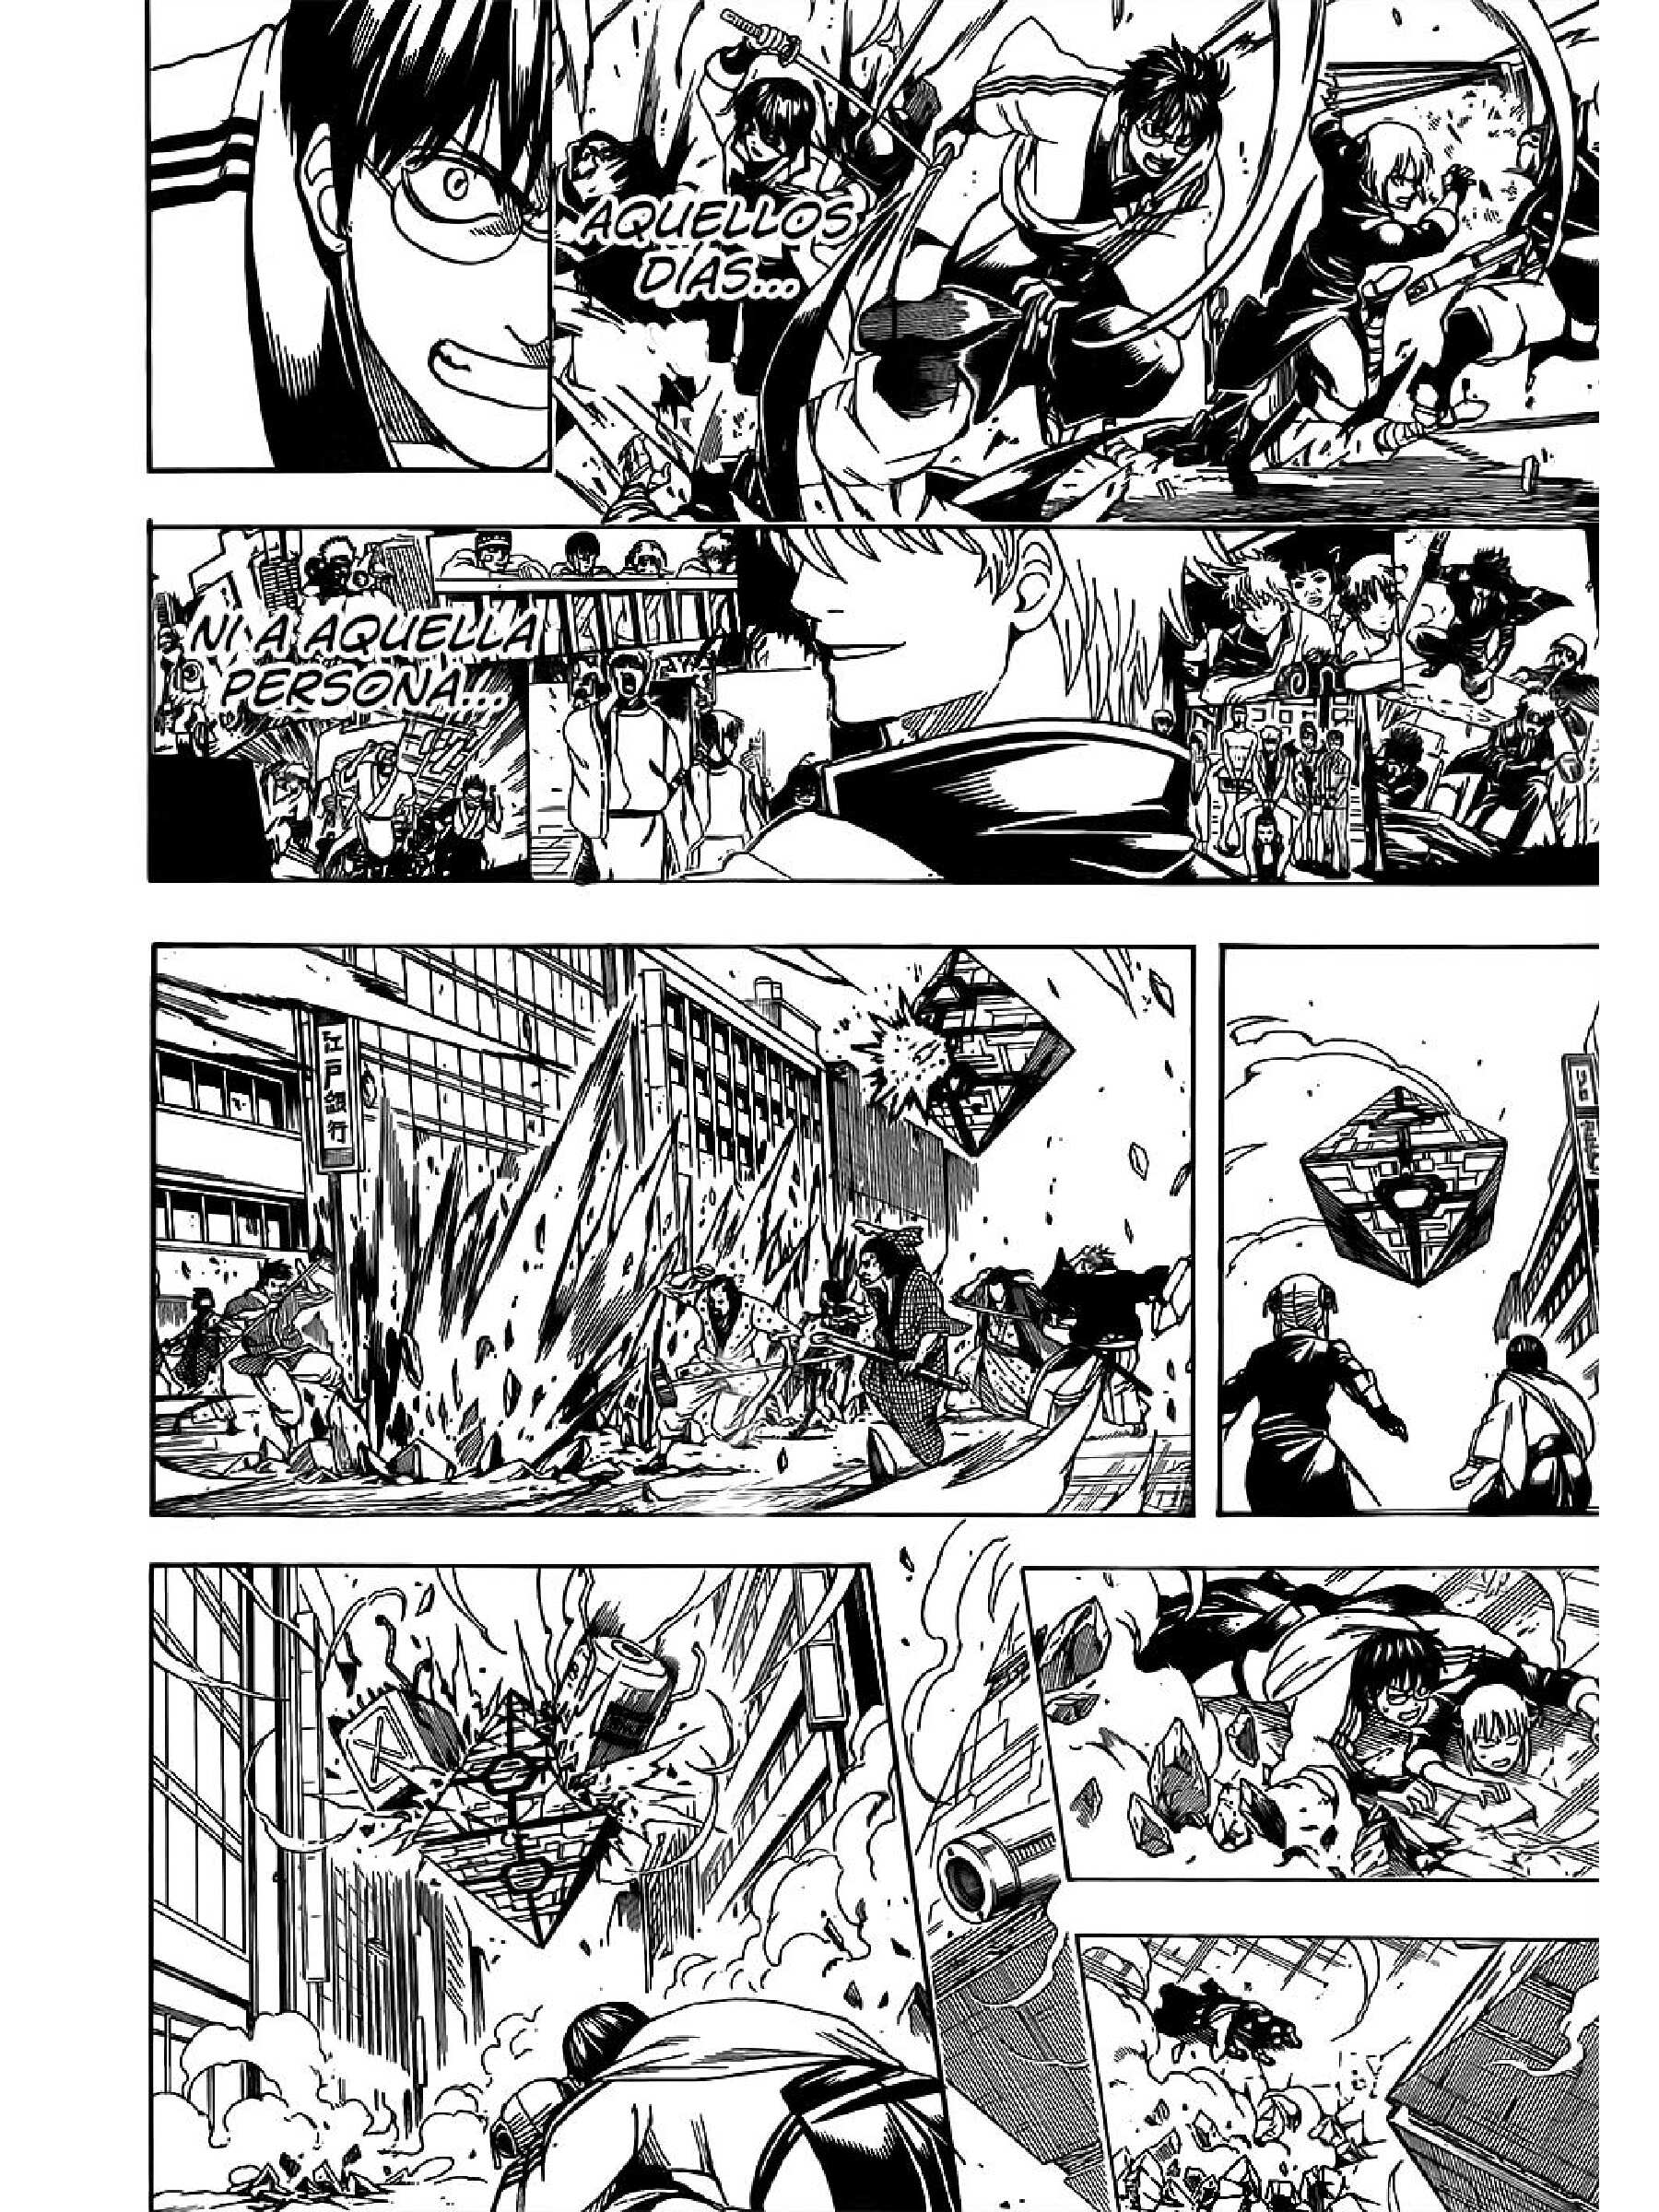 AQUELLOS
DÍAS...
NI A AQUELLA
PERSONA...
江戸銀行